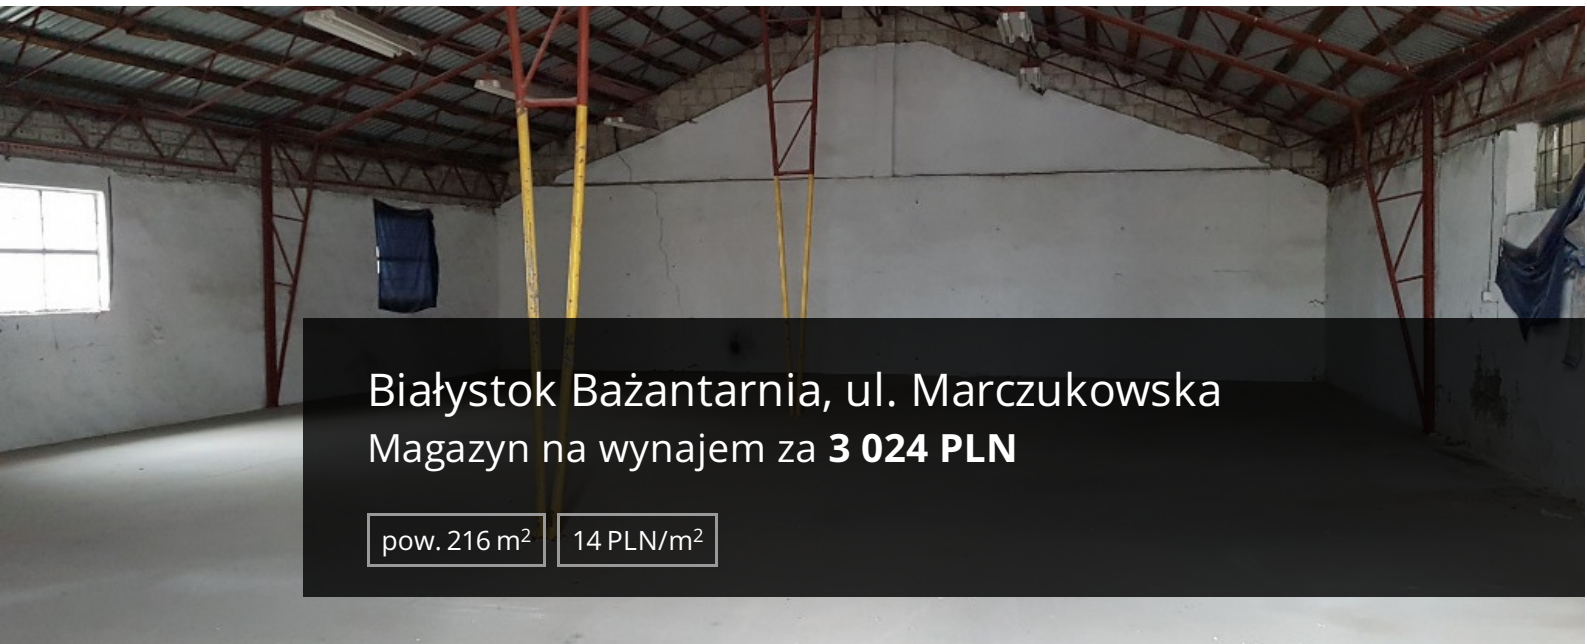 Białystok Bażantarnia, ul. Marczukowska
Magazyn na wynajem za 3 024 PLN
pow. 216 m² 14 PLN/m²